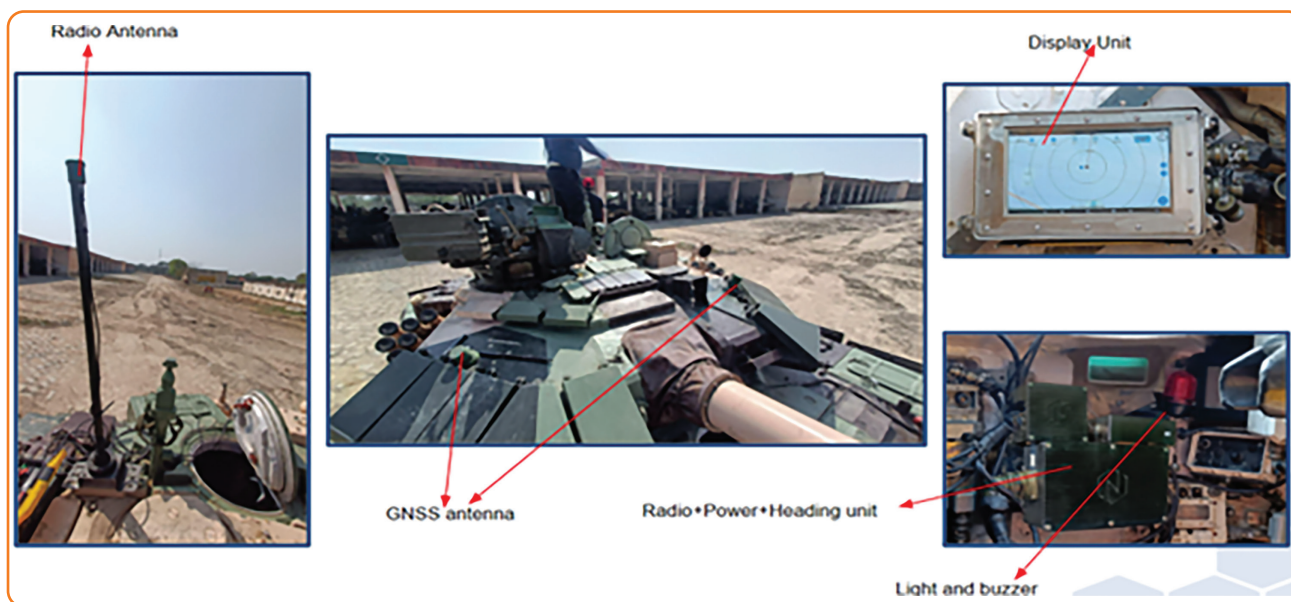 Radio Antenna
Display Unit
GNSS antenna
Radio+Power+Heading unit
Light and buzzer